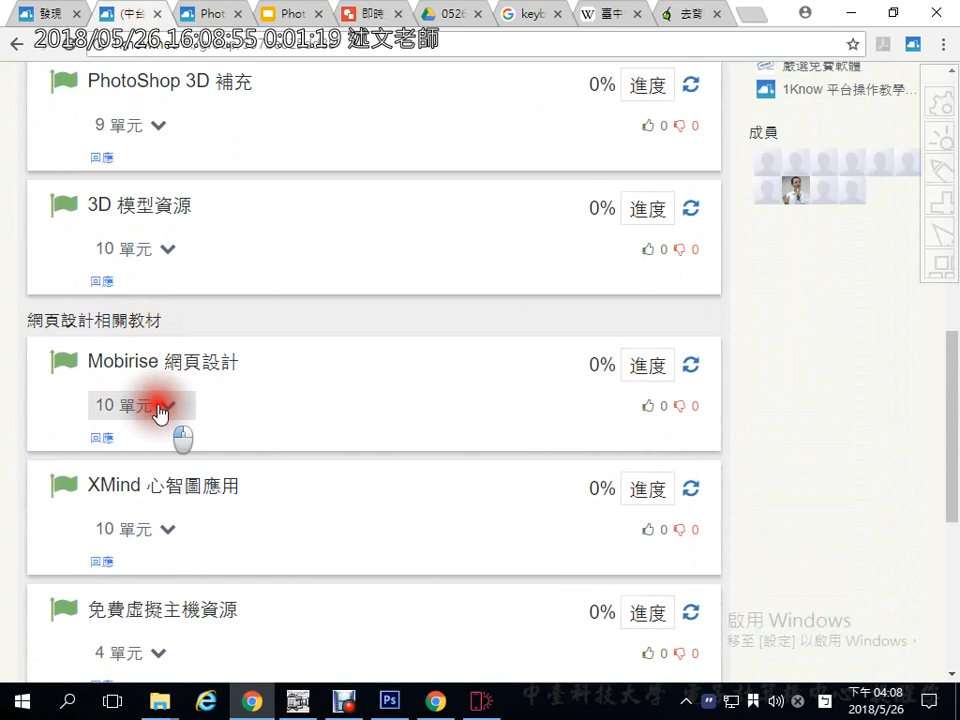 發現
(中台
Phot
Phot
即時
0526
keyb
臺中
去背
2018/05/26 16:08:55 0:01:19 述文老師
PhotoShop 3D 補充
0% 進度
9 單元
0 0
回應
3D 模型資源
0% 進度
10 單元
0 0
回應
網頁設計相關教材
Mobirise 網頁設計
0% 進度
10 單元
0 0
回應
XMind 心智圖應用
0% 進度
10 單元
0 0
回應
免費虛擬主機資源
0% 進度
4 單元
0 0
嚴選免費軟體
1Know 平台操作教學...
成員
啟用 Windows
移至 [設定] 以啟用 Windows。
Ps
中臺科技大學
下午 04:08
2018/5/26